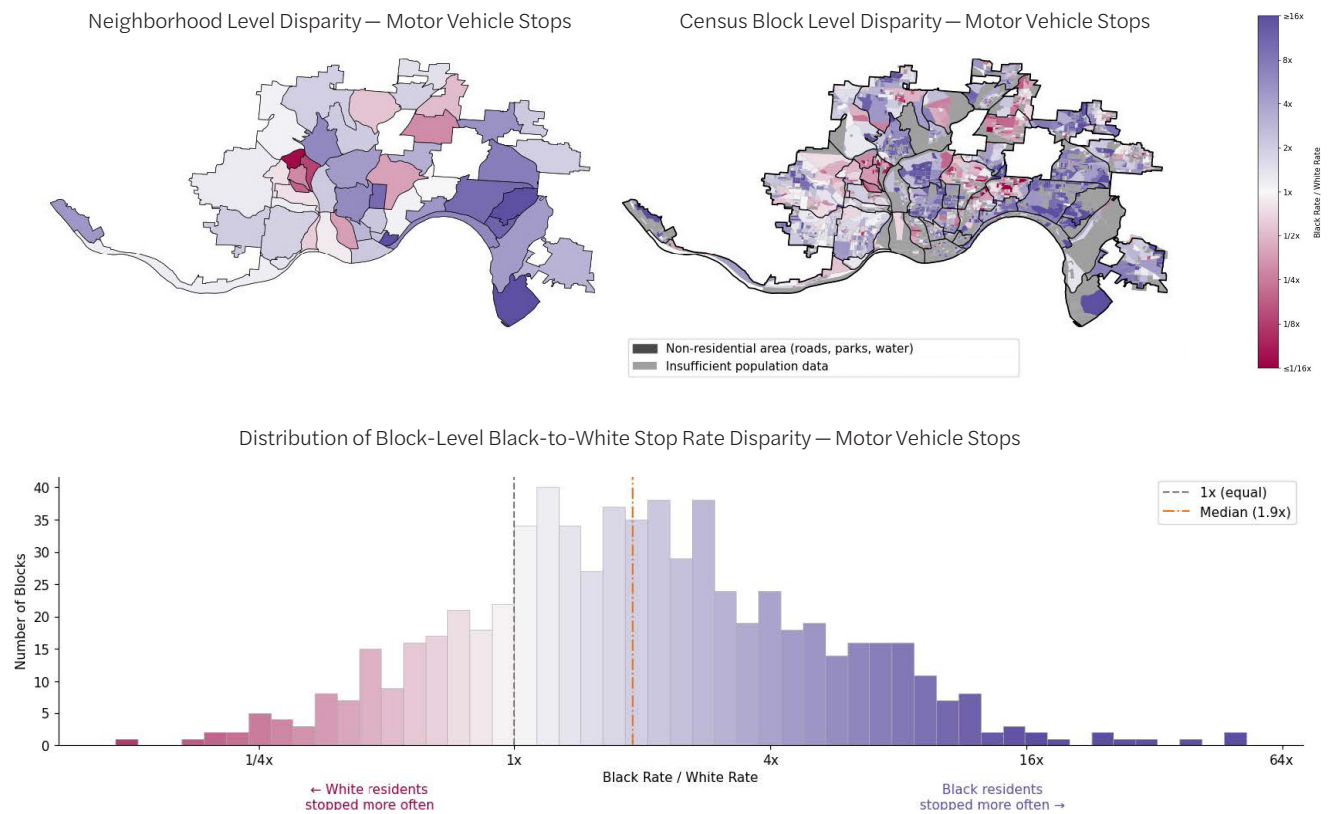 Neighborhood Level Disparity — Motor Vehicle Stops
Census Block Level Disparity — Motor Vehicle Stops
≥16x
8x
4x
2x
1x
1/2x
1/4x
1/8x
≤1/16x
Black Rate / White Rate
Non-residential area (roads, parks, water)
Insufficient population data
Distribution of Block-Level Black-to-White Stop Rate Disparity — Motor Vehicle Stops
Number of Blocks
40
35
30
25
20
15
10
5
0
1x (equal)
Median (1.9x)
1/4x
1x
4x
16x
64x
Black Rate / White Rate
← White residents
stopped more often
Black residents
stopped more often →